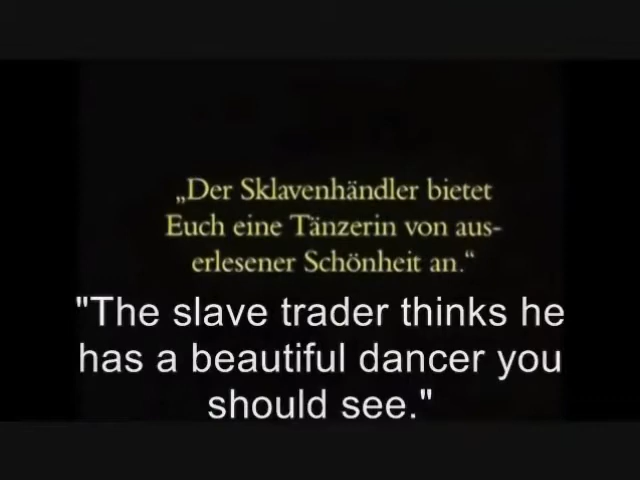 „Der Sklavenhändler bietet
Euch eine Tänzerin von aus-
erlesener Schönheit an.“
"The slave trader thinks he
has a beautiful dancer you
should see."